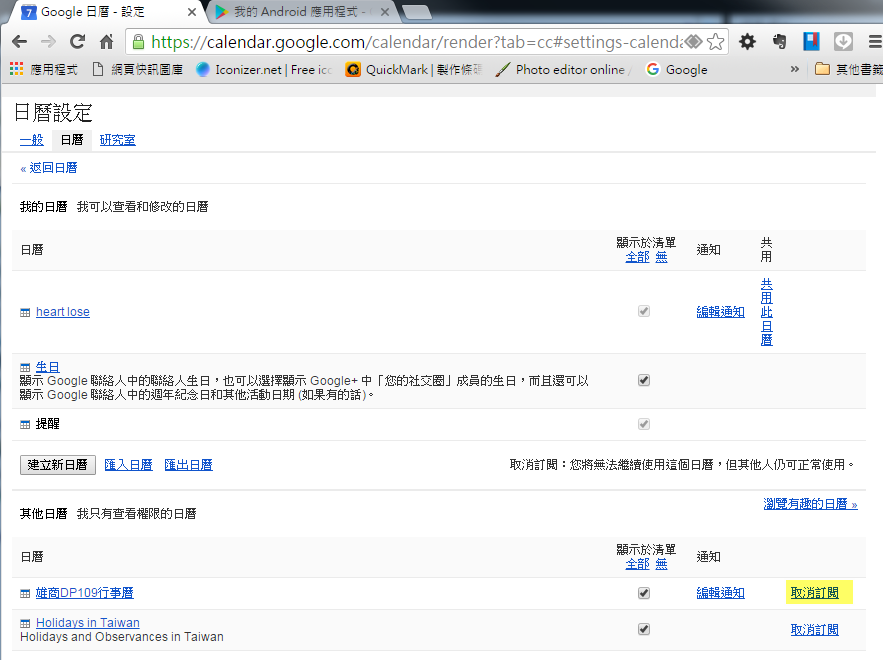 Google 日曆 - 設定
我的 Android 應用程式 -
https://calendar.google.com/calendar/render?tab=cc#settings-calenda
應用程式 網頁快訊圖庫 Iconizer.net | Free ico QuickMark | 製作條碼 Photo editor online / Google » 其他書籤
日曆設定
一般 日曆 研究室
« 返回日曆
我的日曆 我可以查看和修改的日曆
日曆 顯示於清單 全部 無 通知 共用
heart lose 編輯通知 共用此日曆
生日
顯示 Google 聯絡人中的聯絡人生日，也可以選擇顯示 Google+ 中「您的社交圈」成員的生日，而且還可以
顯示 Google 聯絡人中的週年紀念日和其他活動日期 (如果有的話)。
提醒
建立新日曆 匯入日曆 匯出日曆 取消訂閱：您將無法繼續使用這個日曆，但其他人仍可正常使用。
瀏覽有趣的日曆 »
其他日曆 我只有查看權限的日曆
日曆 顯示於清單 全部 無 通知
雄商DP109行事曆 編輯通知 取消訂閱
Holidays in Taiwan 取消訂閱
Holidays and Observances in Taiwan